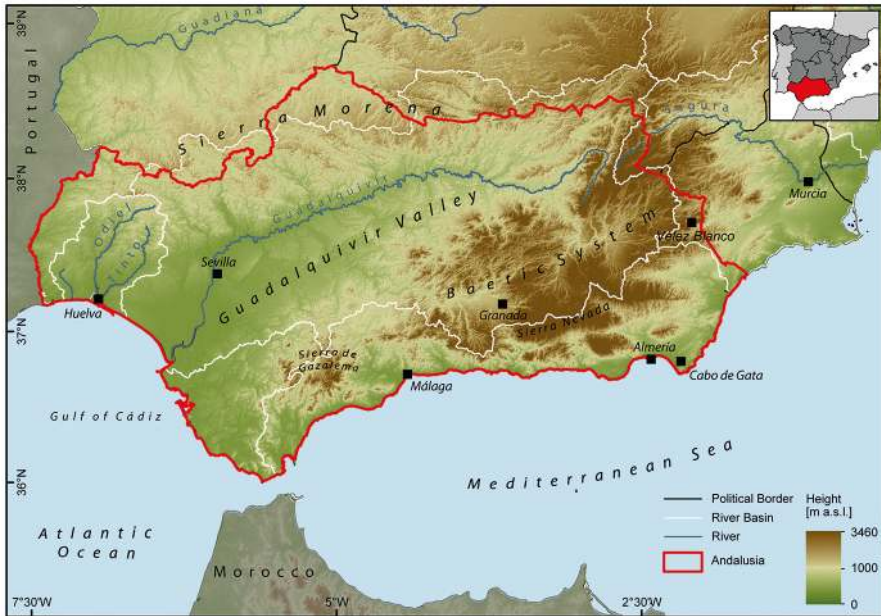 39°N
38°N
37°N
36°N
7°30'W
5°W
2°30'W
Portugal
Guadiana
Sierra Morena
Segura
Murcia
Guadalquivir
Guadalquivir Valley
Odiel
Tinto
Sevilla
Huelva
Baetic System
Vélez Blanco
Granada
Sierra Nevada
Sierra de
Gazalema
Almería
Málaga
Cabo de Gata
Gulf of Cádiz
Mediterranean Sea
Atlantic
Ocean
Morocco
Political Border
River Basin
River
Andalusia
Height
[m a.s.l.]
3460
1000
0